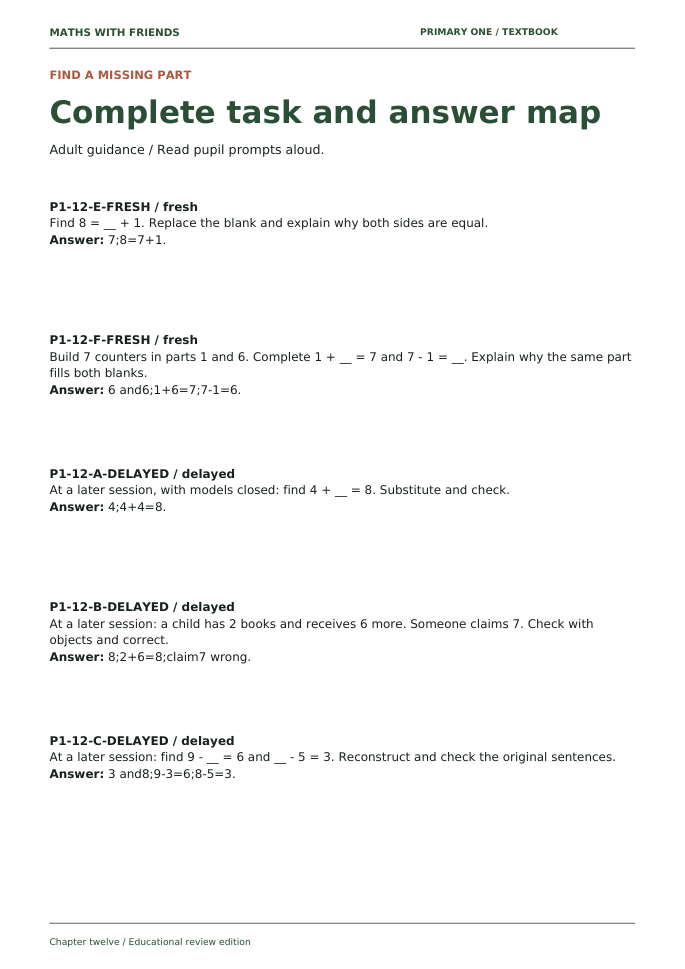 MATHS WITH FRIENDS
PRIMARY ONE / TEXTBOOK
FIND A MISSING PART
Complete task and answer map
Adult guidance / Read pupil prompts aloud.
P1-12-E-FRESH / fresh
Find 8 = __ + 1. Replace the blank and explain why both sides are equal.
Answer: 7;8=7+1.
P1-12-F-FRESH / fresh
Build 7 counters in parts 1 and 6. Complete 1 + __ = 7 and 7 - 1 = __. Explain why the same part
fills both blanks.
Answer: 6 and6;1+6=7;7-1=6.
P1-12-A-DELAYED / delayed
At a later session, with models closed: find 4 + __ = 8. Substitute and check.
Answer: 4;4+4=8.
P1-12-B-DELAYED / delayed
At a later session: a child has 2 books and receives 6 more. Someone claims 7. Check with
objects and correct.
Answer: 8;2+6=8;claim7 wrong.
P1-12-C-DELAYED / delayed
At a later session: find 9 - __ = 6 and __ - 5 = 3. Reconstruct and check the original sentences.
Answer: 3 and8;9-3=6;8-5=3.
Chapter twelve / Educational review edition